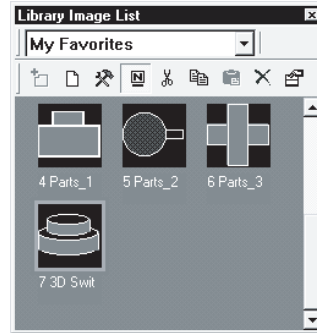 Library Image List
My Favorites
N
4 Parts_1 5 Parts_2 6 Parts_3
7 3D Swit